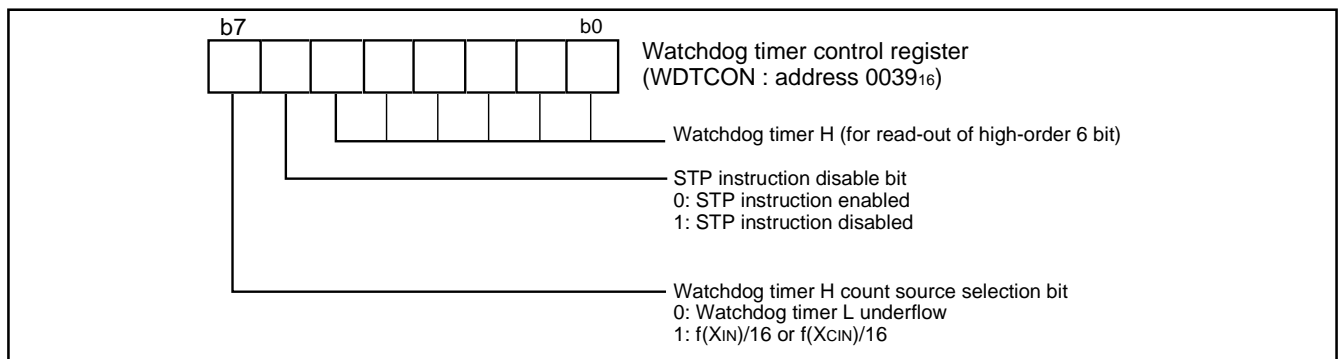 b7 b0
Watchdog timer control register
(WDTCON : address 0039₁₆)
Watchdog timer H (for read-out of high-order 6 bit)
STP instruction disable bit
0: STP instruction enabled
1: STP instruction disabled
Watchdog timer H count source selection bit
0: Watchdog timer L underflow
1: f(XIN)/16 or f(XCIN)/16